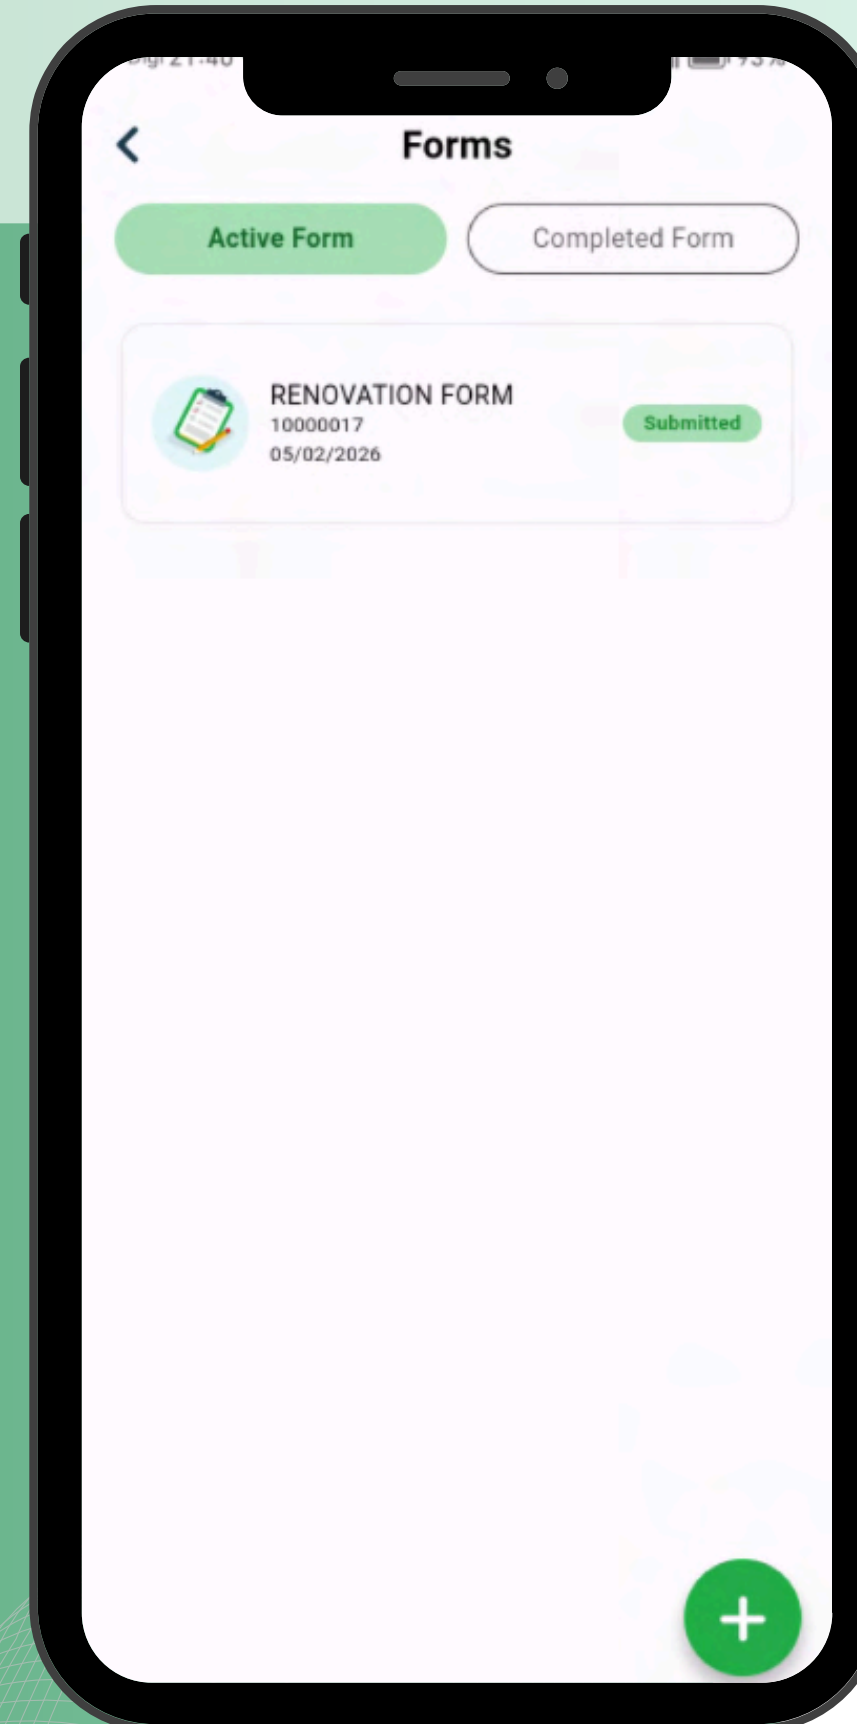 Forms
Active Form
Completed Form
RENOVATION FORM
10000017
05/02/2026
Submitted